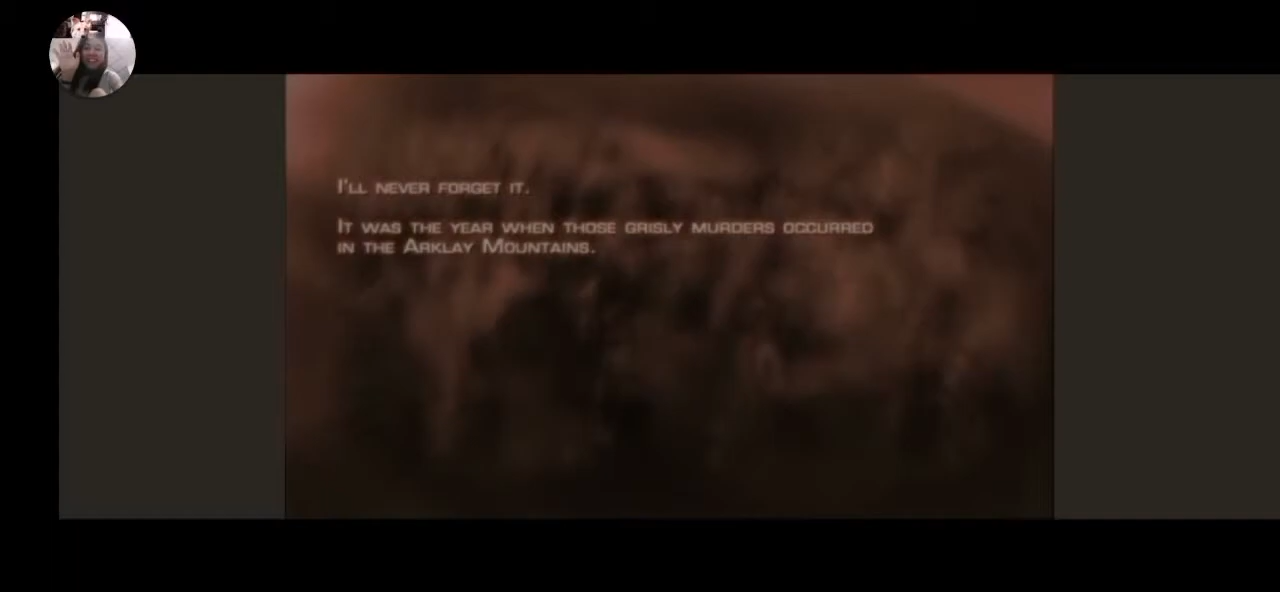 I'll never forget it.
It was the year when those grisly murders occurred
in the Arklay Mountains.